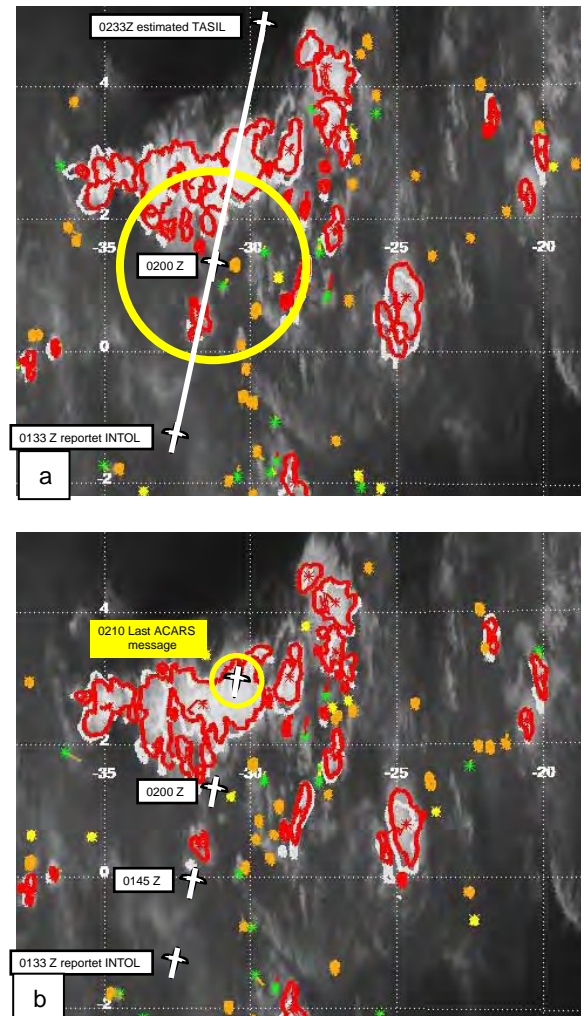 0233Z estimated TASIL
4
2
-35
-30
-25
-20
0200 Z
0
0133 Z reportet INTOL
-2
a
4
0210 Last ACARS
message
2
-35
-30
-25
-20
0200 Z
0145 Z
0
0133 Z reportet INTOL
-2
b